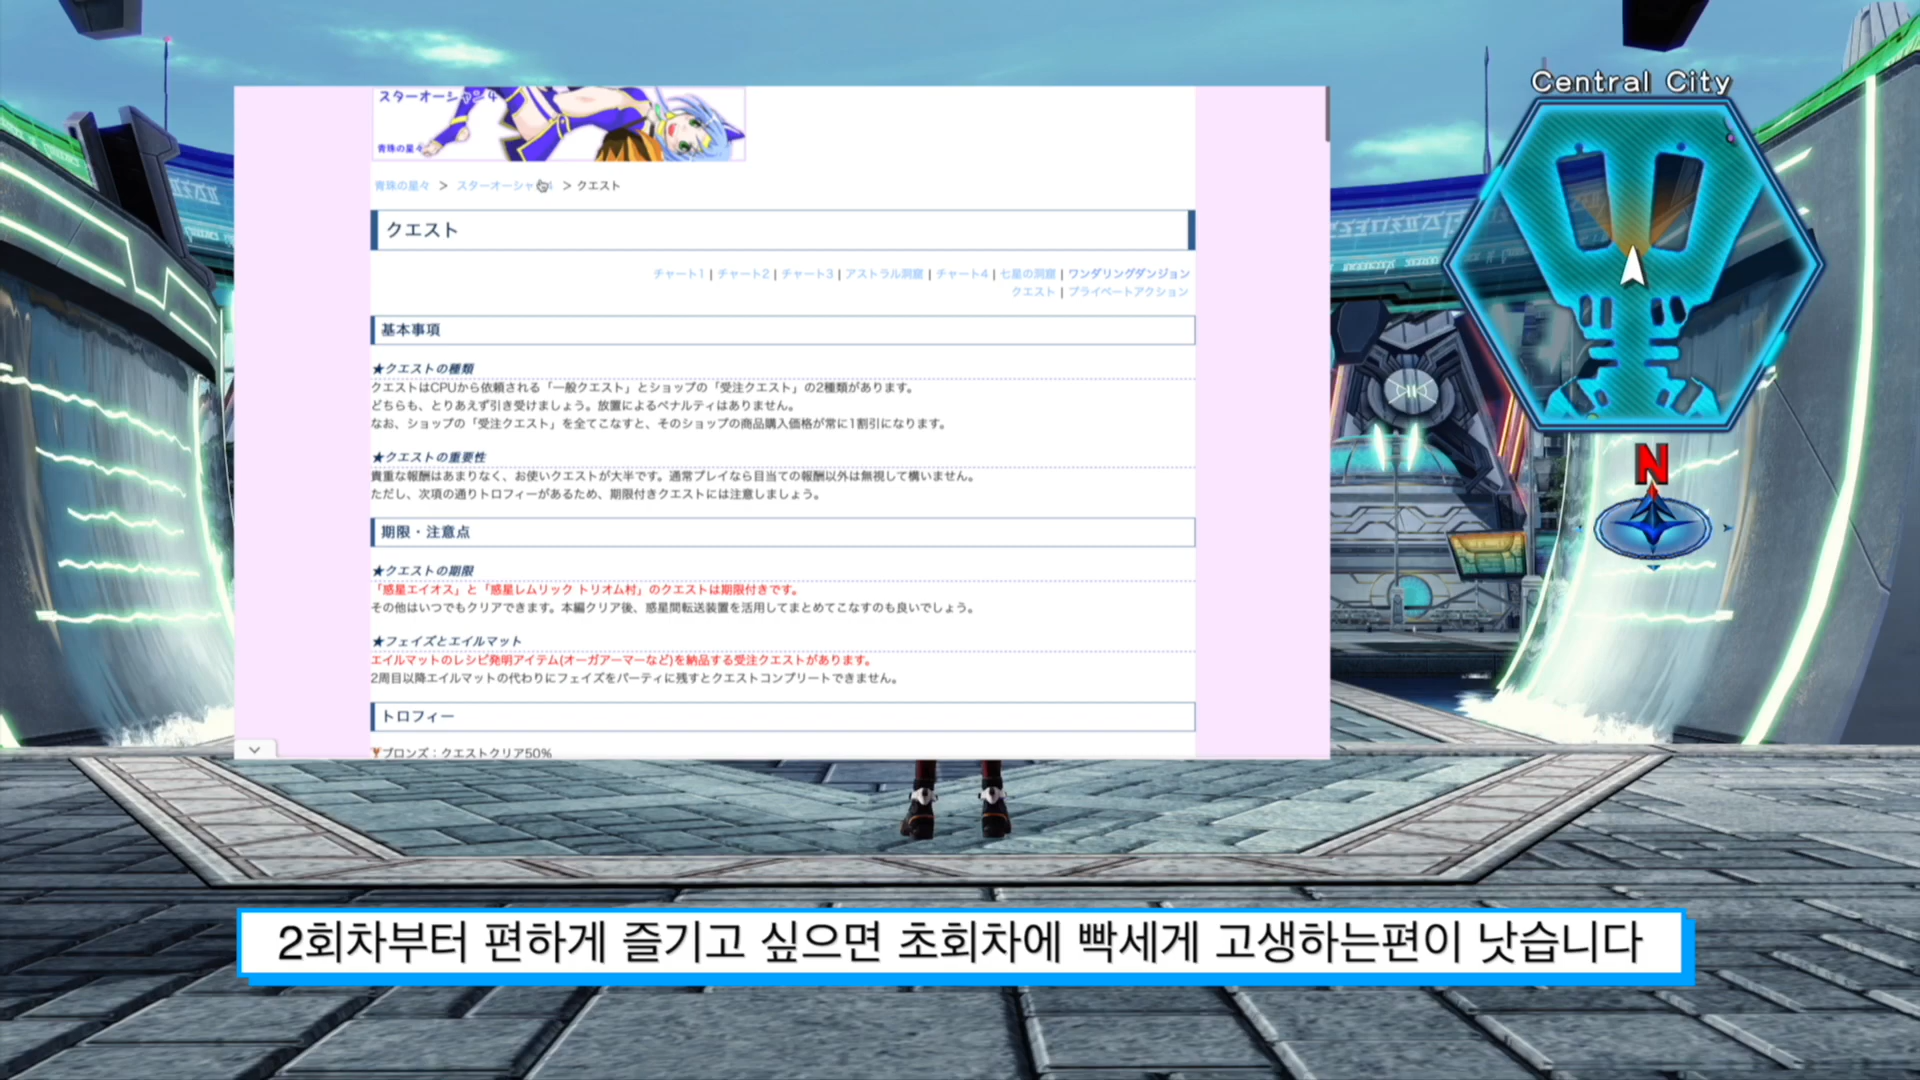 スターオーシャン4
青珠の星々
青珠の星々 > スターオーシャ 4 > クエスト
クエスト
チャート1 | チャート2 | チャート3 | アストラル洞窟 | チャート4 | 七星の洞窟 | ワンダリングダンジョン
クエスト | プライベートアクション
基本事項
★クエストの種類
クエストはCPUから依頼される「一般クエスト」とショップの「受注クエスト」の2種類があります。
どちらも、とりあえず引き受けましょう。放置によるペナルティはありません。
なお、ショップの「受注クエスト」を全てこなすと、そのショップの商品購入価格が常に1割引になります。
★クエストの重要性
貴重な報酬はあまりなく、お使いクエストが大半です。通常プレイなら目当ての報酬以外は無視して構いません。
ただし、次項の通りトロフィーがあるため、期限付きクエストには注意しましょう。
期限・注意点
★クエストの期限
「惑星エイオス」と「惑星レムリック トリオム村」のクエストは期限付きです。
その他はいつでもクリアできます。本編クリア後、惑星間転送装置を活用してまとめてこなすのも良いでしょう。
★フェイズとエイルマット
エイルマットのレシピ発明アイテム(オーガアーマーなど)を納品する受注クエストがあります。
2周目以降エイルマットの代わりにフェイズをパーティに残すとクエストコンプリートできません。
トロフィー
ブロンズ：クエストクリア50%
Central City
N
2회차부터 편하게 즐기고 싶으면 초회차에 빡세게 고생하는편이 낫습니다